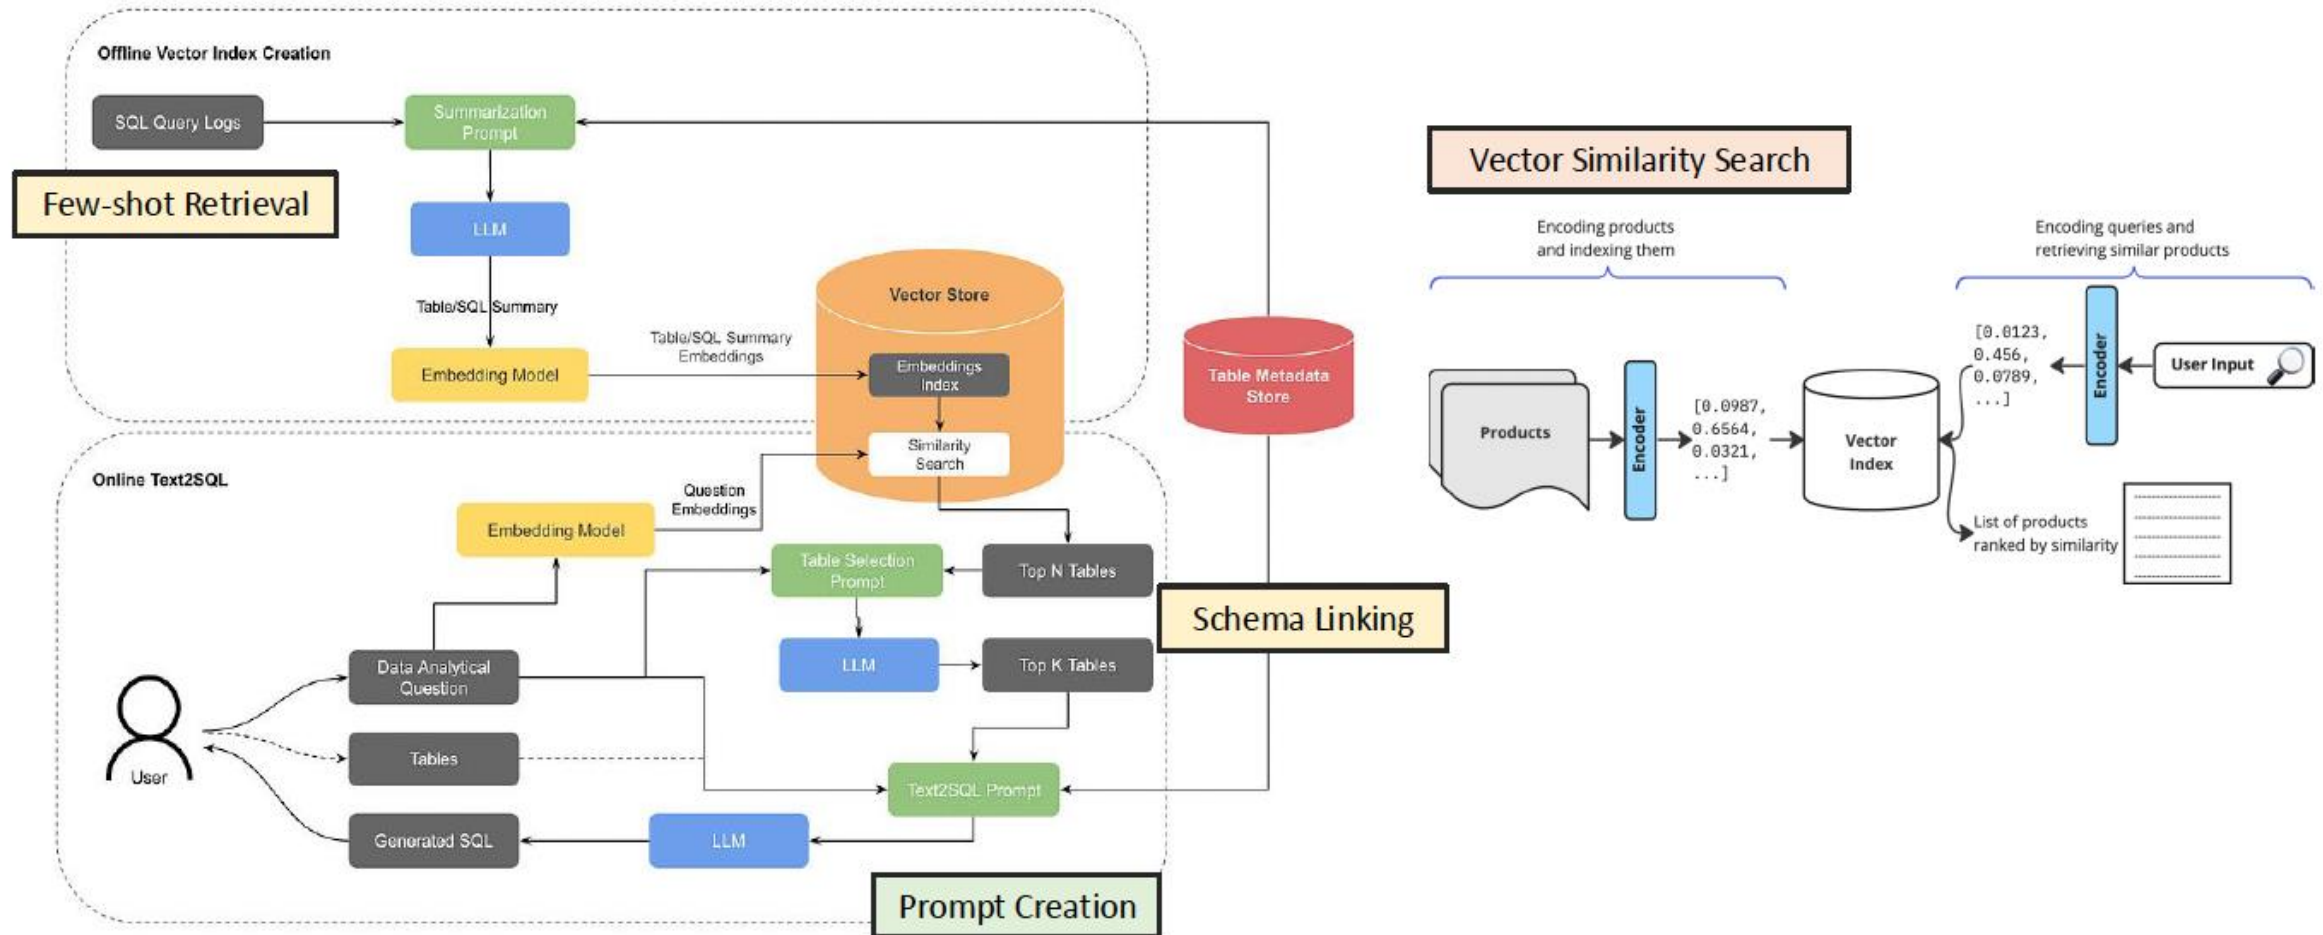 Offline Vector Index Creation
SQL Query Logs
Summarization
Prompt
Few-shot Retrieval
LLM
Table/SQL Summary
Embedding Model
Table/SQL Summary
Embeddings
Vector Store
Embeddings
Index
Similarity
Search
Table Metadata
Store
Online Text2SQL
Question
Embeddings
Embedding Model
Table Selection
Prompt
Top N Tables
Schema Linking
LLM
Top K Tables
Data Analytical
Question
User
Tables
Text2SQL Prompt
Generated SQL
LLM
Prompt Creation
Vector Similarity Search
Encoding products
and indexing them
Encoding queries and
retrieving similar products
Products
Encoder
[0.0987,
0.6564,
0.0321,
...]
Vector
Index
[0.0123,
0.456,
0.0789,
...]
Encoder
User Input
List of products
ranked by similarity